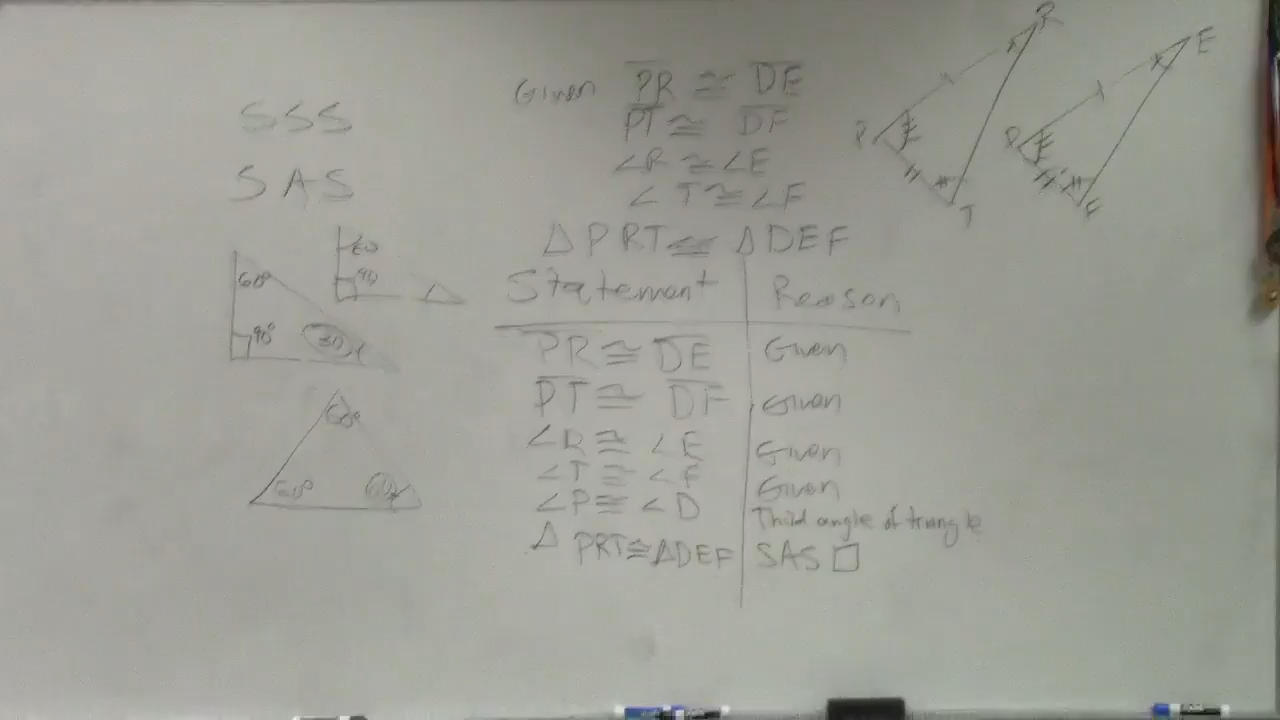 SSS
SAS
60
90
60°
90°
30
60°
60°
60
Given PR ≅ DE
PT ≅ DF
∠R ≅ ∠E
∠T ≅ ∠F
△PRT ≅ △DEF
Statement Reason
PR ≅ DE Given
PT ≅ DF Given
∠R ≅ ∠E Given
∠T ≅ ∠F Given
∠P ≅ ∠D Third angle of triangle
△PRT ≅ △DEF SAS □
R
P
T
E
D
F